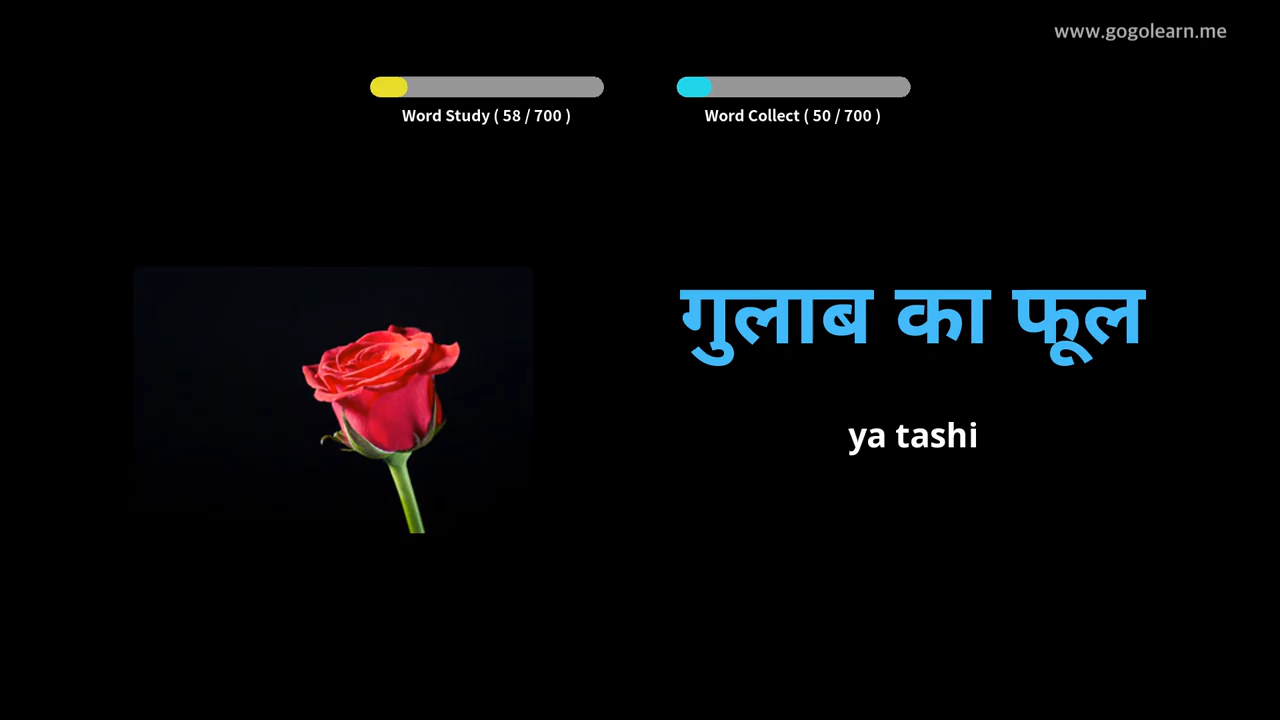 www.gogolearn.me
Word Study ( 58 / 700 )
Word Collect ( 50 / 700 )
गुलाब का फूल
ya tashi